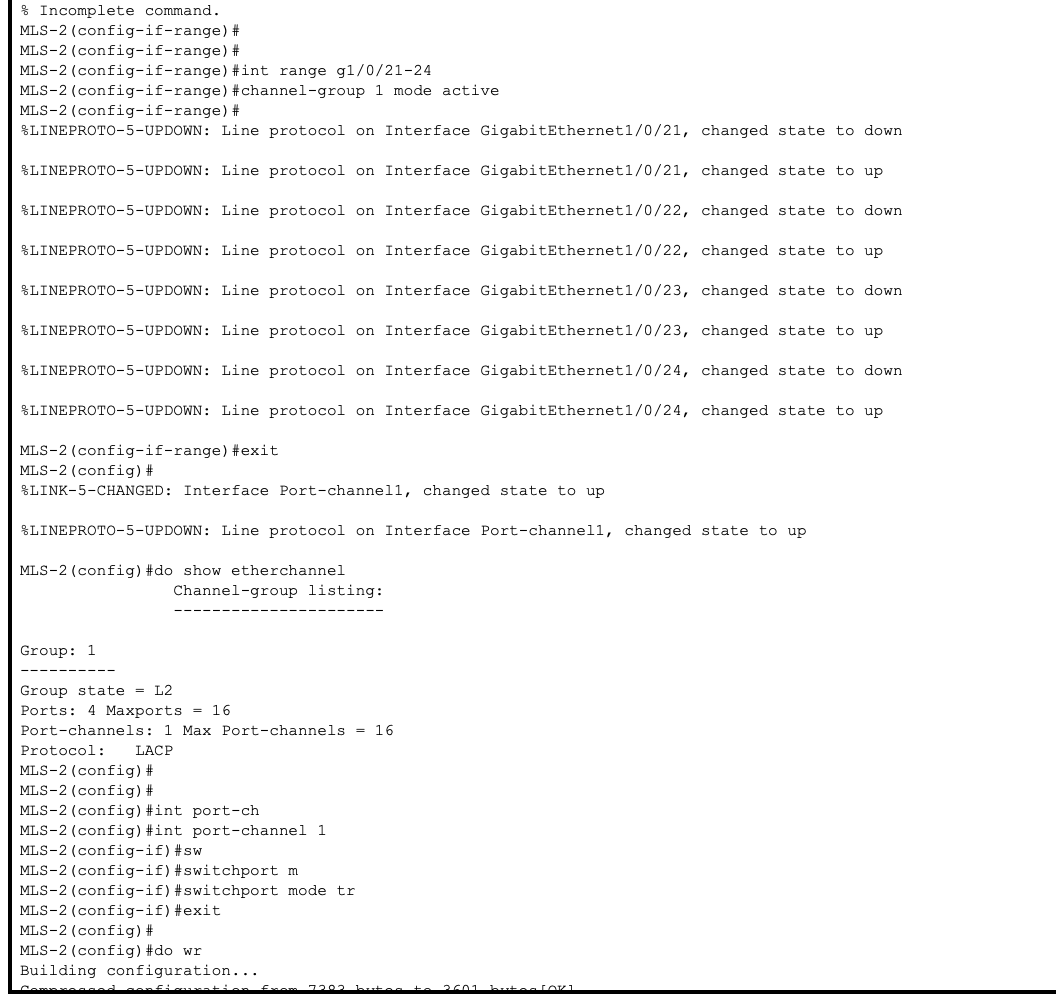 % Incomplete command.
MLS-2(config-if-range)#
MLS-2(config-if-range)#
MLS-2(config-if-range)#int range g1/0/21-24
MLS-2(config-if-range)#channel-group 1 mode active
MLS-2(config-if-range)#
%LINEPROTO-5-UPDOWN: Line protocol on Interface GigabitEthernet1/0/21, changed state to down
%LINEPROTO-5-UPDOWN: Line protocol on Interface GigabitEthernet1/0/21, changed state to up
%LINEPROTO-5-UPDOWN: Line protocol on Interface GigabitEthernet1/0/22, changed state to down
%LINEPROTO-5-UPDOWN: Line protocol on Interface GigabitEthernet1/0/22, changed state to up
%LINEPROTO-5-UPDOWN: Line protocol on Interface GigabitEthernet1/0/23, changed state to down
%LINEPROTO-5-UPDOWN: Line protocol on Interface GigabitEthernet1/0/23, changed state to up
%LINEPROTO-5-UPDOWN: Line protocol on Interface GigabitEthernet1/0/24, changed state to down
%LINEPROTO-5-UPDOWN: Line protocol on Interface GigabitEthernet1/0/24, changed state to up
MLS-2(config-if-range)#exit
MLS-2(config)#
%LINK-5-CHANGED: Interface Port-channel1, changed state to up
%LINEPROTO-5-UPDOWN: Line protocol on Interface Port-channel1, changed state to up
MLS-2(config)#do show etherchannel
Channel-group listing:
----------------------
Group: 1
----------
Group state = L2
Ports: 4 Maxports = 16
Port-channels: 1 Max Port-channels = 16
Protocol:   LACP
MLS-2(config)#
MLS-2(config)#
MLS-2(config)#int port-ch
MLS-2(config)#int port-channel 1
MLS-2(config-if)#sw
MLS-2(config-if)#switchport m
MLS-2(config-if)#switchport mode tr
MLS-2(config-if)#exit
MLS-2(config)#
MLS-2(config)#do wr
Building configuration...
Compressed configuration from 7383 bytes to 3601 bytes[OK]